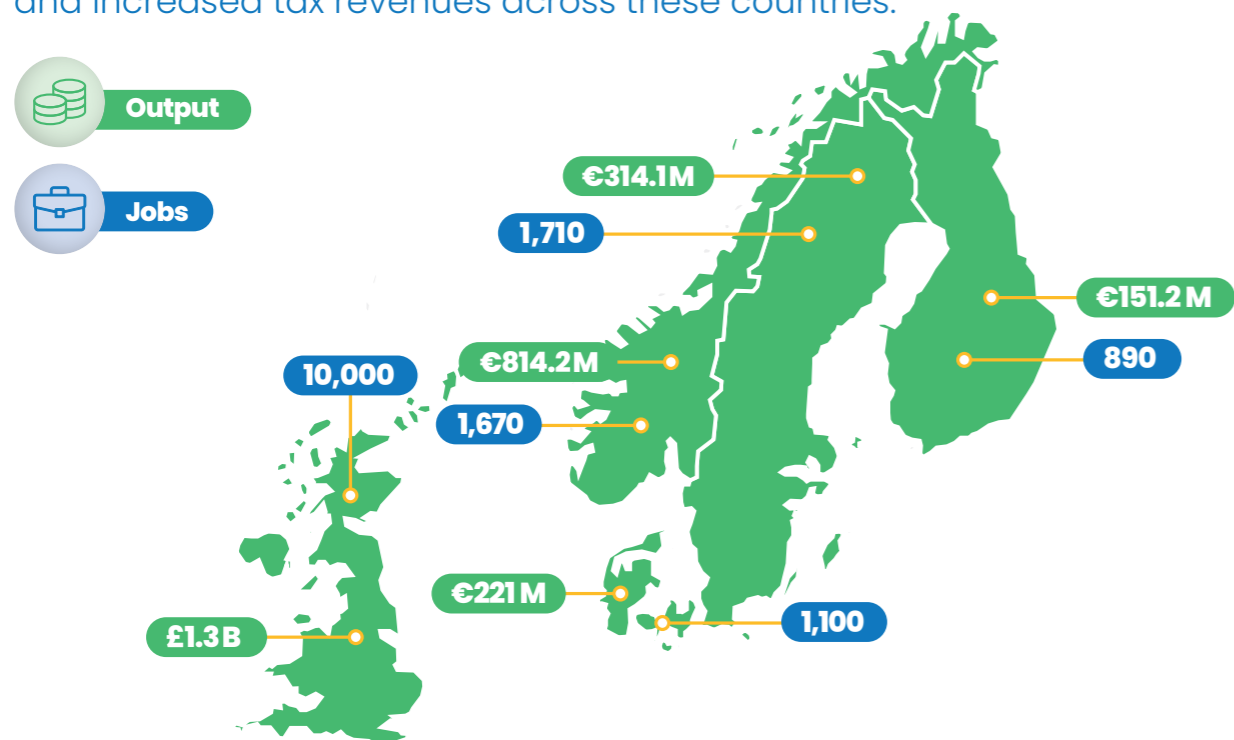 and increased tax revenues across these countries.
Output
Jobs
€314.1M
1,710
€151.2M
890
€814.2M
1,670
10,000
€221M
1,100
£1.3B